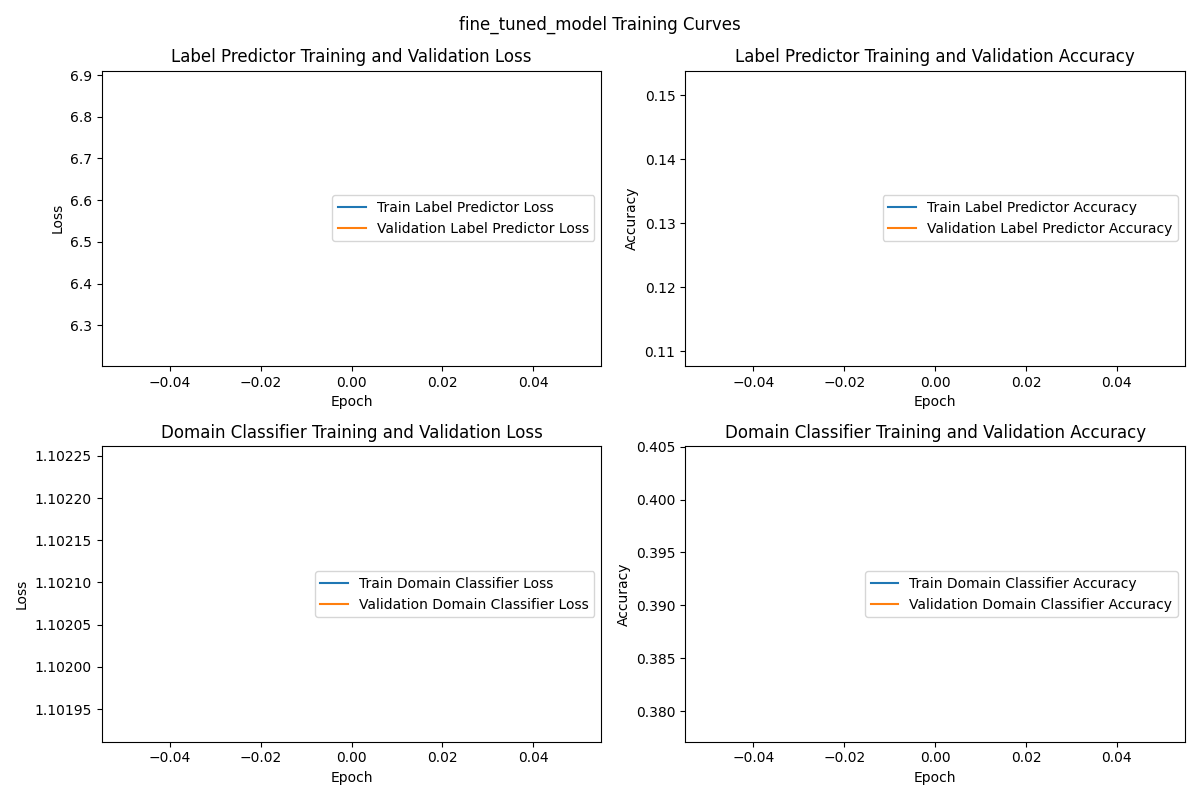 fine_tuned_model Training Curves
Label Predictor Training and Validation Loss
6.9
6.8
6.7
6.6
6.5
6.4
6.3
Loss
Train Label Predictor Loss
Validation Label Predictor Loss
−0.04 −0.02 0.00 0.02 0.04
Epoch
Label Predictor Training and Validation Accuracy
0.15
0.14
0.13
0.12
0.11
Accuracy
Train Label Predictor Accuracy
Validation Label Predictor Accuracy
−0.04 −0.02 0.00 0.02 0.04
Epoch
Domain Classifier Training and Validation Loss
1.10225
1.10220
1.10215
1.10210
1.10205
1.10200
1.10195
Loss
Train Domain Classifier Loss
Validation Domain Classifier Loss
−0.04 −0.02 0.00 0.02 0.04
Epoch
Domain Classifier Training and Validation Accuracy
0.405
0.400
0.395
0.390
0.385
0.380
Accuracy
Train Domain Classifier Accuracy
Validation Domain Classifier Accuracy
−0.04 −0.02 0.00 0.02 0.04
Epoch